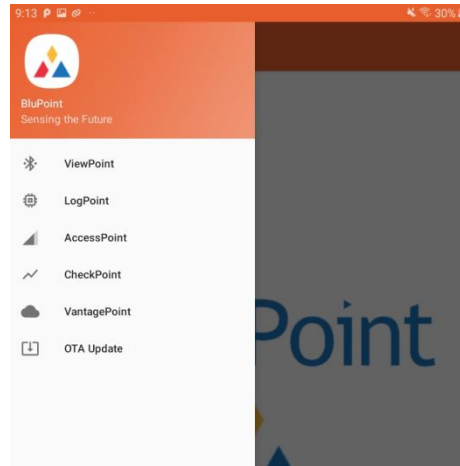 9:13
30%
BluPoint
Sensing the Future
ViewPoint
LogPoint
AccessPoint
CheckPoint
VantagePoint
OTA Update
Point